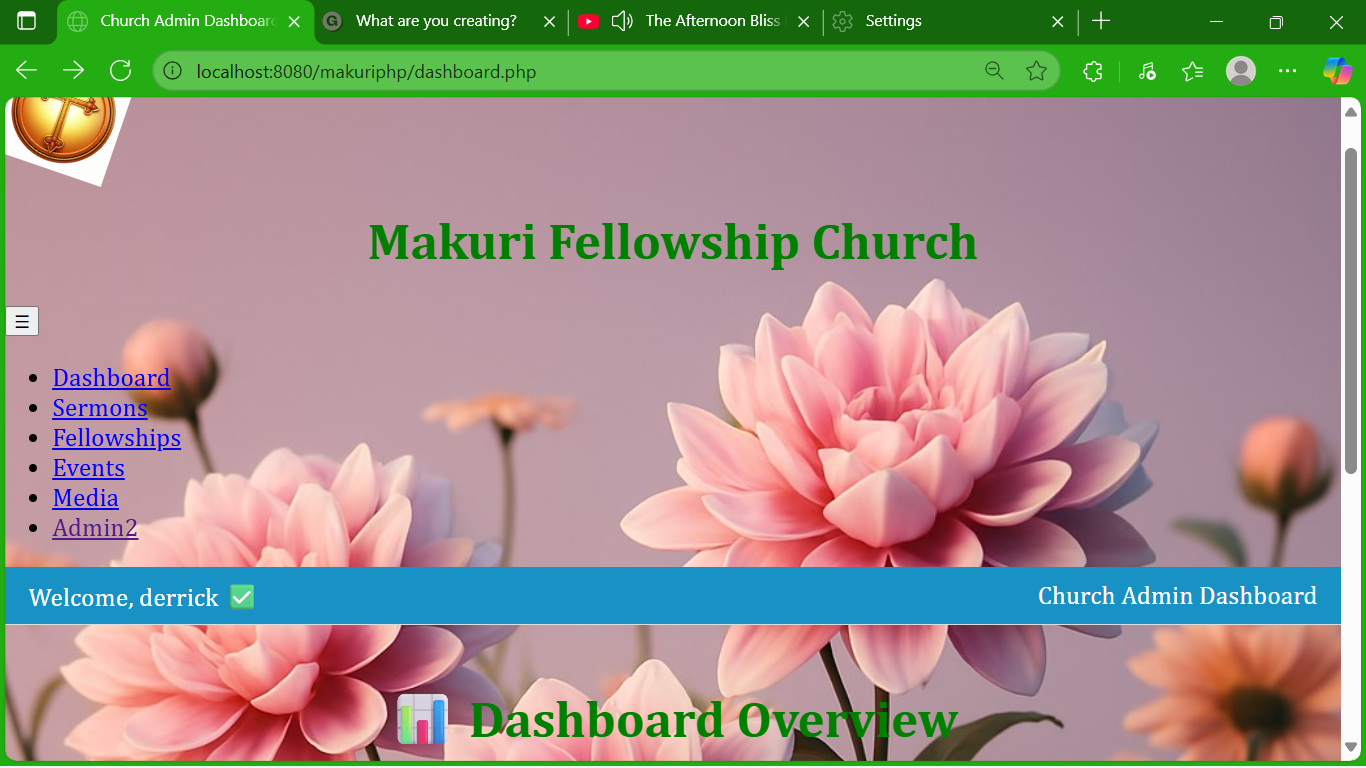 Church Admin Dashboar
What are you creating?
The Afternoon Bliss
Settings
localhost:8080/makuriphp/dashboard.php
Makuri Fellowship Church
☰
Dashboard
Sermons
Fellowships
Events
Media
Admin2
Welcome, derrick ✅
Church Admin Dashboard
📊 Dashboard Overview